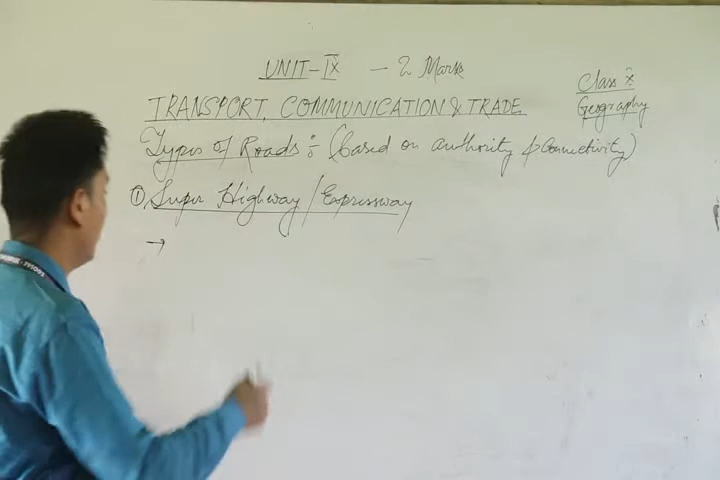 UNIT-IX - 2 Marks
Class X
Geography
TRANSPORT, COMMUNICATION & TRADE
Types of Roads :- (based on authority & Connectivity)
① Super Highway/Expressway
→